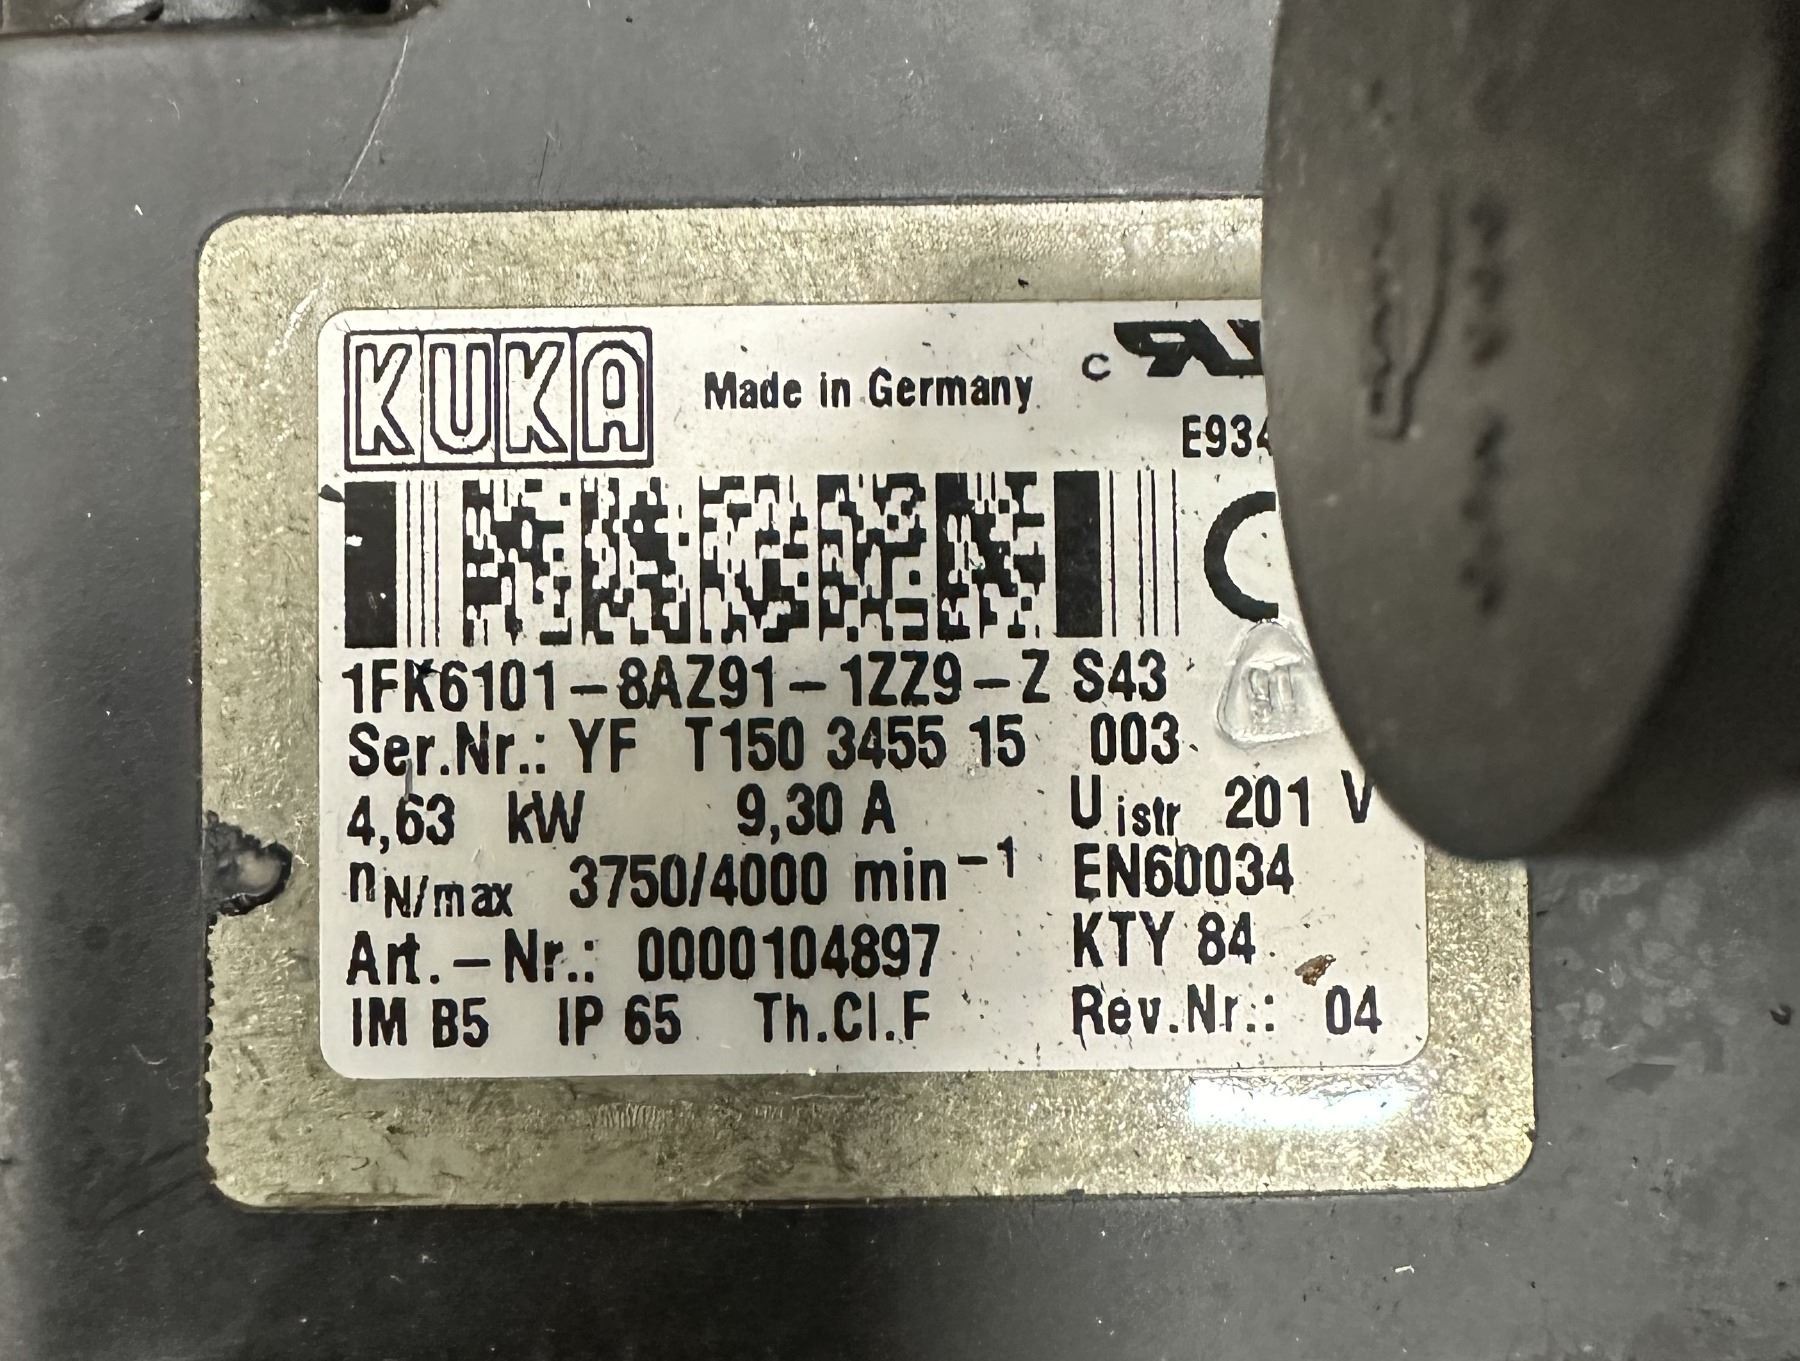 KUKA Made in Germany
E934
1FK6101-8AZ91-1ZZ9-Z S43
Ser.Nr.: YF T150 3455 15 003
4,63 kW 9,30 A U istr 201 V
nN/max 3750/4000 min-1 EN60034
Art.-Nr.: 0000104897 KTY 84
IM B5 IP 65 Th.Cl.F Rev.Nr.: 04